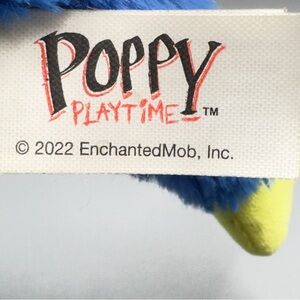 POPPY
PLAYTIME™
© 2022 EnchantedMob, Inc.